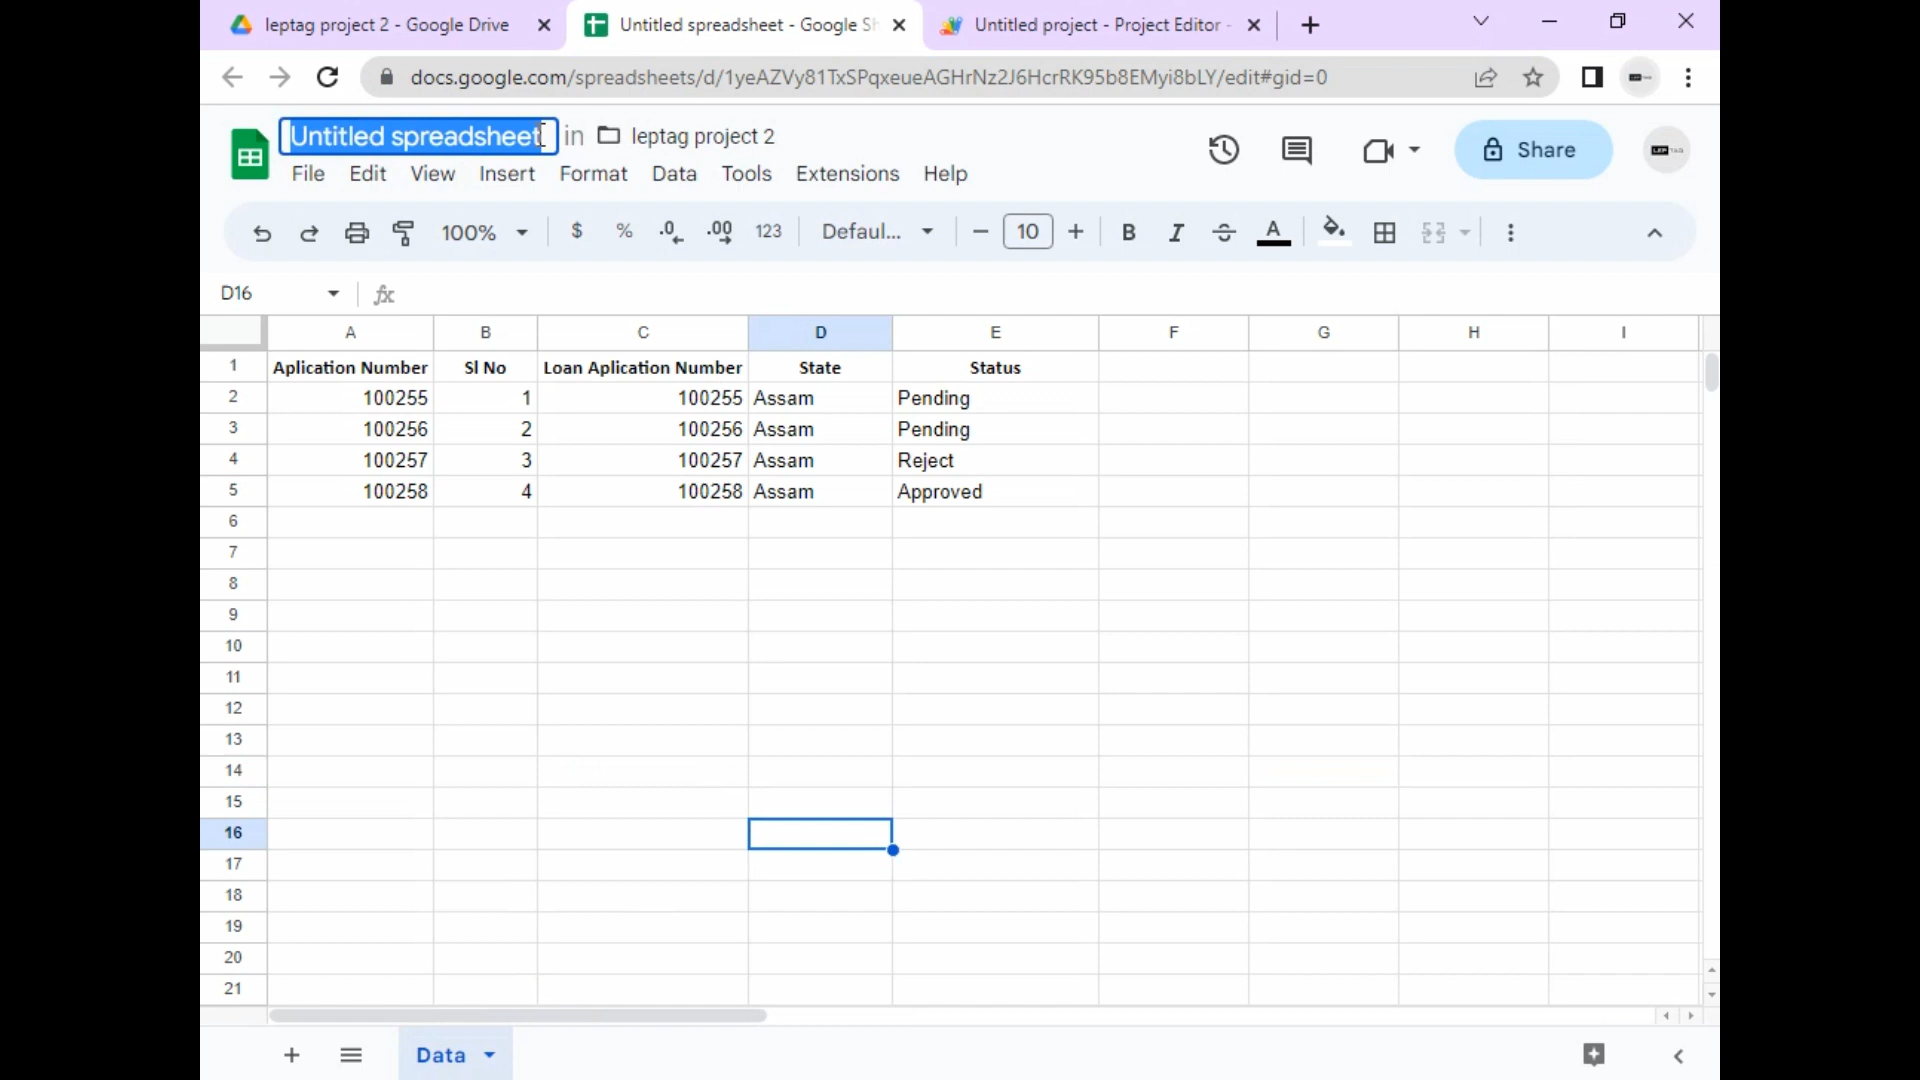 leptag project 2 - Google Drive
Untitled spreadsheet - Google Sh
Untitled project - Project Editor -
docs.google.com/spreadsheets/d/1yeAZVy81TxSPqxeueAGHrNz2J6HcrRK95b8EMyi8bLY/edit#gid=0
Untitled spreadsheet in leptag project 2
Share
File Edit View Insert Format Data Tools Extensions Help
100% $ % .0 .00 123 Defaul... 10 B I A
D16 fx
A B C D E F G H I
1 Aplication Number Sl No Loan Aplication Number State Status
2 100255 1 100255 Assam Pending
3 100256 2 100256 Assam Pending
4 100257 3 100257 Assam Reject
5 100258 4 100258 Assam Approved
6
7
8
9
10
11
12
13
14
15
16
17
18
19
20
21
Data